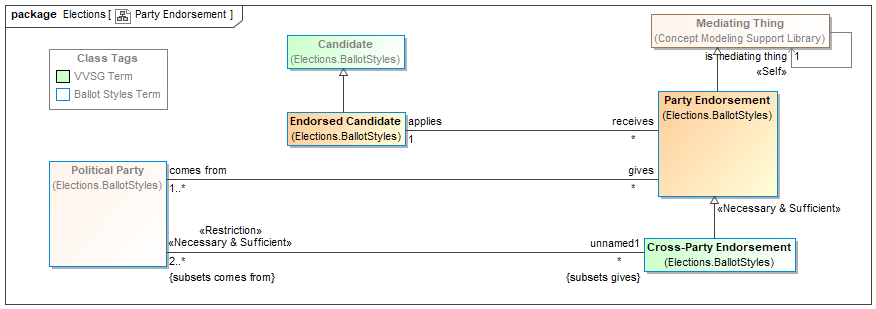 package Elections [ Party Endorsement ]
Class Tags
VVSG Term
Ballot Styles Term
Candidate
(Elections.BallotStyles)
Mediating Thing
(Concept Modeling Support Library)
is mediating thing
1
«Self»
Endorsed Candidate
(Elections.BallotStyles)
applies
1
receives
*
Party Endorsement
(Elections.BallotStyles)
Political Party
(Elections.BallotStyles)
comes from
1..*
gives
*
«Necessary & Sufficient»
«Restriction»
«Necessary & Sufficient»
2..*
{subsets comes from}
unnamed1
*
{subsets gives}
Cross-Party Endorsement
(Elections.BallotStyles)